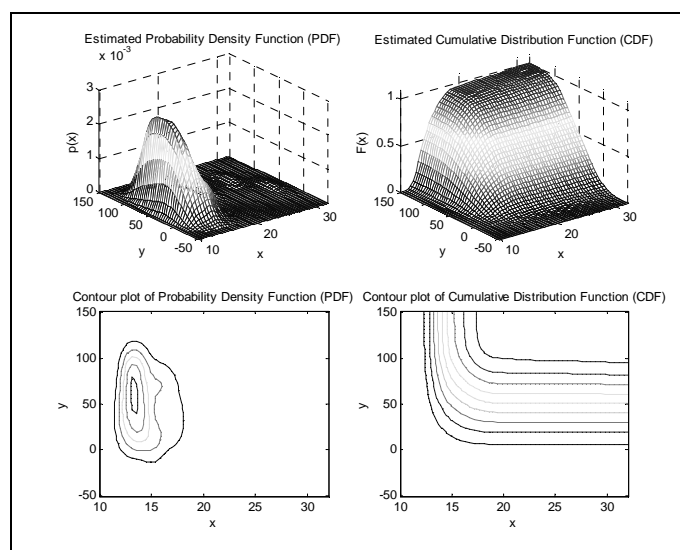 Estimated Probability Density Function (PDF)
x 10⁻³
3
2
1
0
p(x)
150
100
50
0
-50
y
10
20
30
x
Estimated Cumulative Distribution Function (CDF)
1
0.5
0
F(x)
150
100
50
0
-50
y
10
20
30
x
Contour plot of Probability Density Function (PDF)
150
100
50
0
-50
y
10 15 20 25 30
x
Contour plot of Cumulative Distribution Function (CDF)
150
100
50
0
-50
y
10 15 20 25 30
x